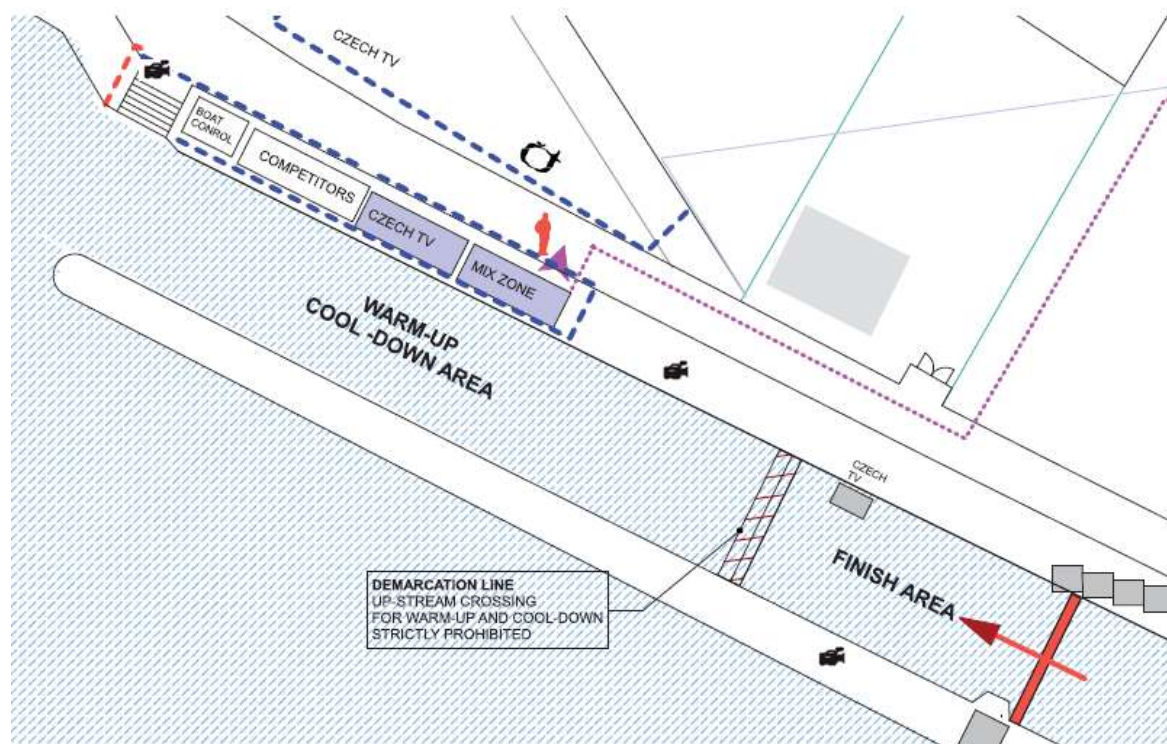 CZECH TV
BOAT
CONROL
COMPETITORS
CZECH TV
MIX ZONE
WARM-UP
COOL -DOWN AREA
CZECH
TV
FINISH AREA
DEMARCATION LINE
UP-STREAM CROSSING
FOR WARM-UP AND COOL-DOWN
STRICTLY PROHIBITED